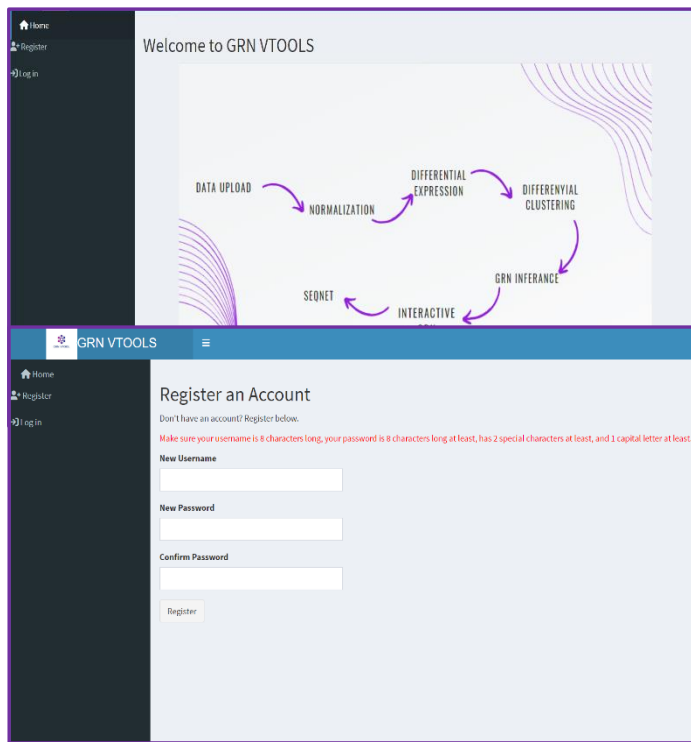 Home
Register
Log in
Welcome to GRN VTOOLS
DATA UPLOAD
NORMALIZATION
DIFFERENTIAL
EXPRESSION
DIFFERENYIAL
CLUSTERING
GRN INFERANCE
INTERACTIVE
SEQNET
GRN VTOOLS
Home
Register
Log in
Register an Account
Don't have an account? Register below.
Make sure your username is 8 characters long, your password is 8 characters long at least, has 2 special characters at least, and 1 capital letter at least.
New Username
New Password
Confirm Password
Register